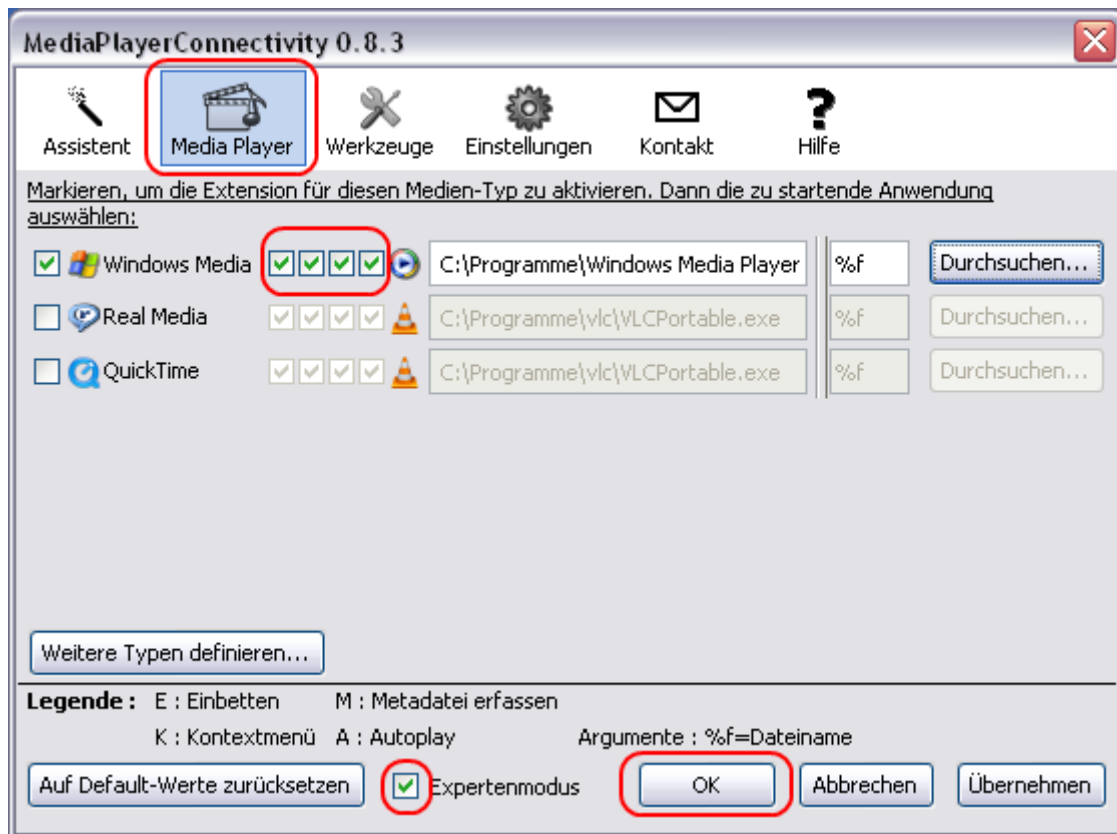 MediaPlayerConnectivity 0.8.3
Assistent Media Player Werkzeuge Einstellungen Kontakt Hilfe
Markieren, um die Extension für diesen Medien-Typ zu aktivieren. Dann die zu startende Anwendung
auswählen:
Windows Media C:\Programme\Windows Media Player %f Durchsuchen...
Real Media C:\Programme\vlc\VLCPortable.exe %f Durchsuchen...
QuickTime C:\Programme\vlc\VLCPortable.exe %f Durchsuchen...
Weitere Typen definieren...
Legende : E : Einbetten M : Metadatei erfassen
K : Kontextmenü A : Autoplay Argumente : %f=Dateiname
Auf Default-Werte zurücksetzen Expertenmodus OK Abbrechen Übernehmen